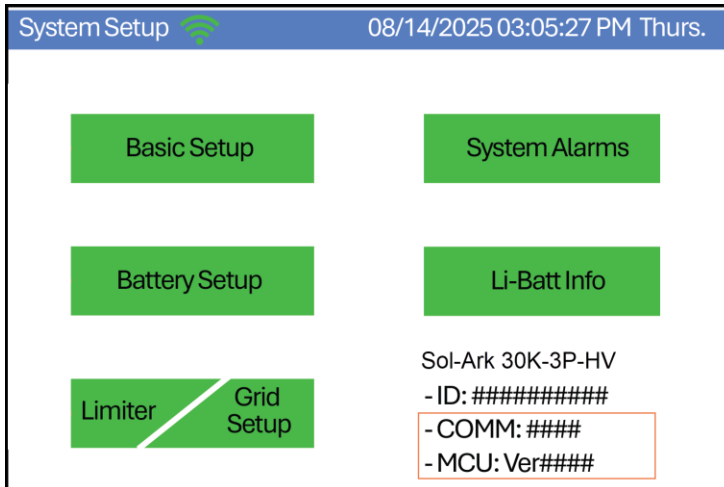 System Setup 08/14/2025 03:05:27 PM Thurs.
Basic Setup
System Alarms
Battery Setup
Li-Batt Info
Limiter
Grid
Setup
Sol-Ark 30K-3P-HV
- ID: ##########
- COMM: ####
- MCU: Ver####